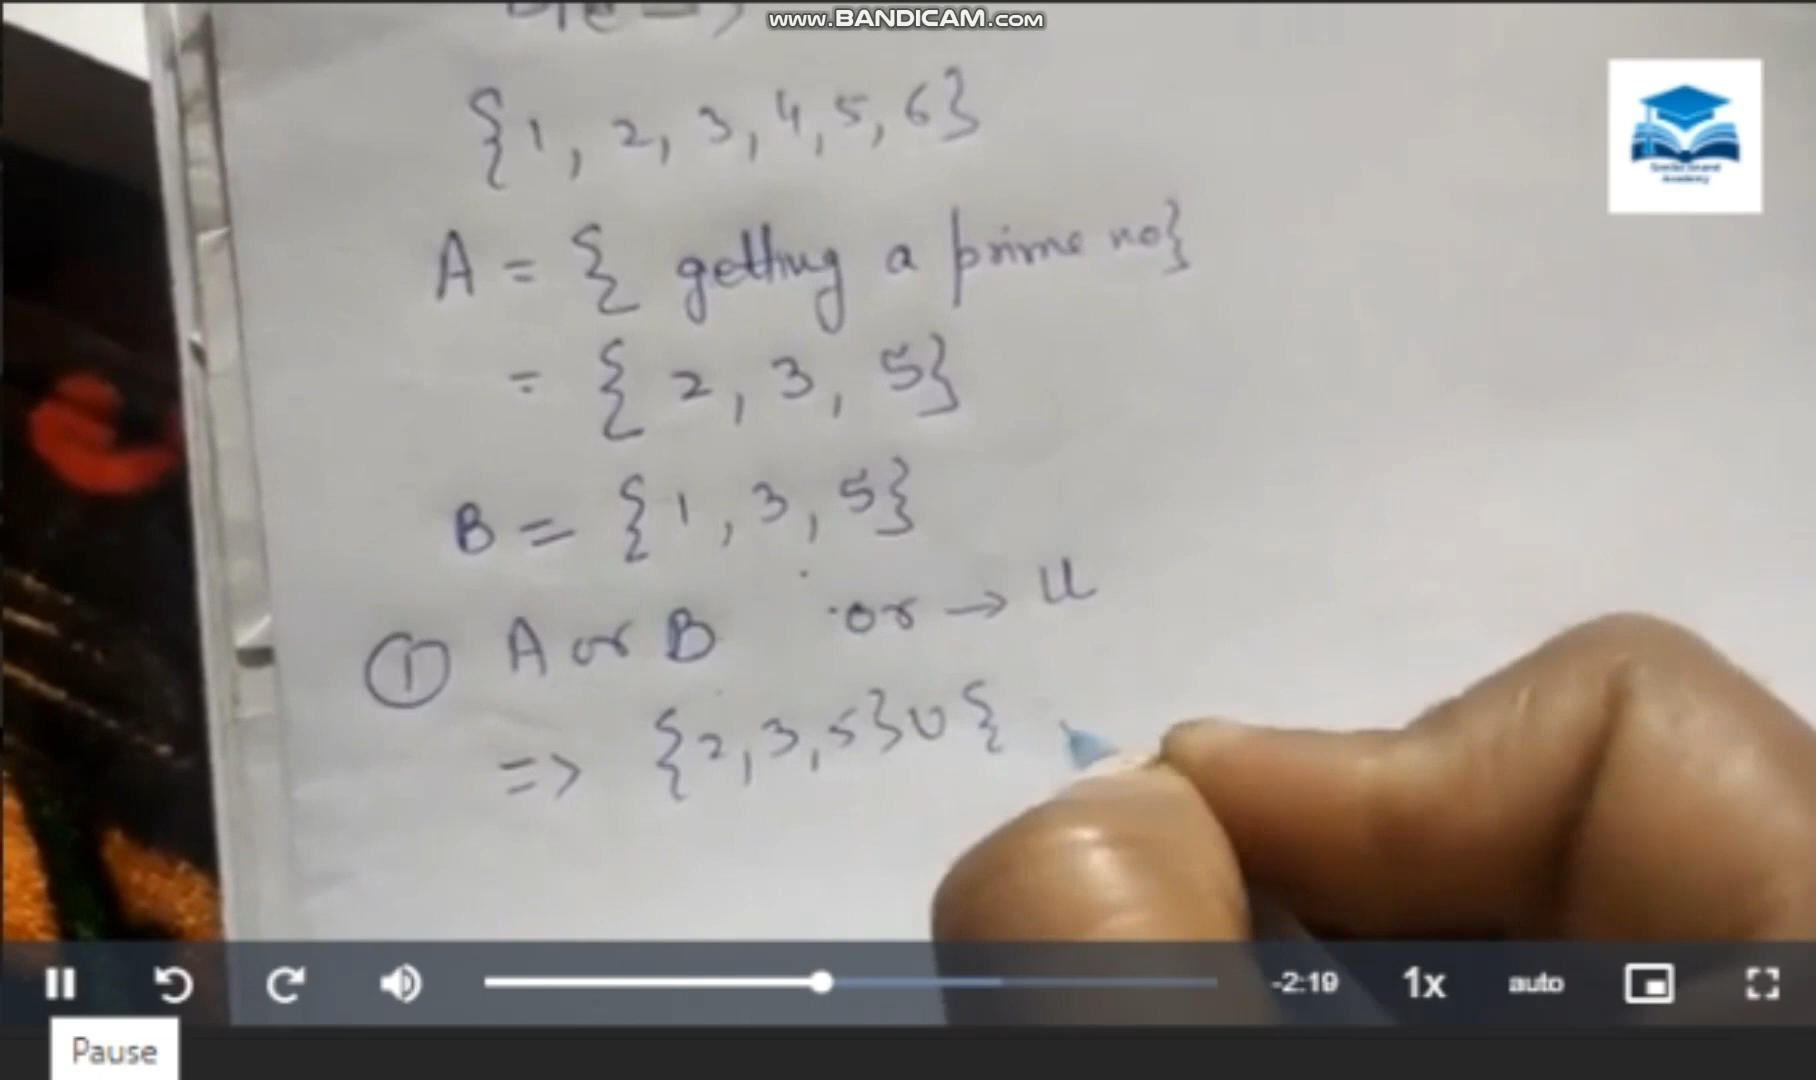 www.BANDICAM.com
{1, 2, 3, 4, 5, 6}
A = { getting a prime no}
= { 2, 3, 5}
B = {1, 3, 5}
① A or B or → U
=> {2, 3, 5} U {
Academy
-2:19 1x auto
Pause